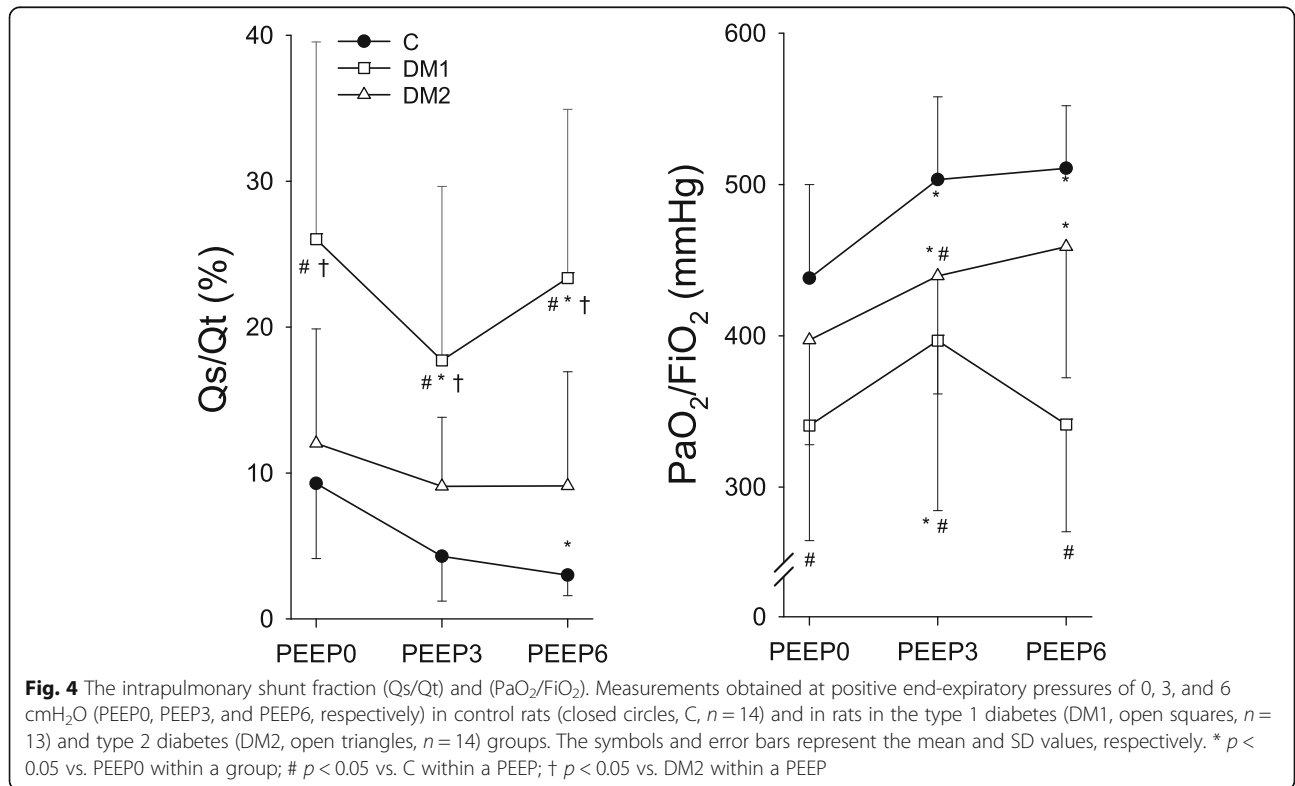 40
30
20
10
0
Qs/Qt (%)
C
DM1
DM2
# †
# * †
# * †
*
PEEP0 PEEP3 PEEP6
600
500
400
300
0
PaO₂/FiO₂ (mmHg)
*
*
* #
*
#
* #
#
PEEP0 PEEP3 PEEP6
Fig. 4 The intrapulmonary shunt fraction (Qs/Qt) and (PaO₂/FiO₂). Measurements obtained at positive end-expiratory pressures of 0, 3, and 6
cmH₂O (PEEP0, PEEP3, and PEEP6, respectively) in control rats (closed circles, C, n = 14) and in rats in the type 1 diabetes (DM1, open squares, n =
13) and type 2 diabetes (DM2, open triangles, n = 14) groups. The symbols and error bars represent the mean and SD values, respectively. * p <
0.05 vs. PEEP0 within a group; # p < 0.05 vs. C within a PEEP; † p < 0.05 vs. DM2 within a PEEP